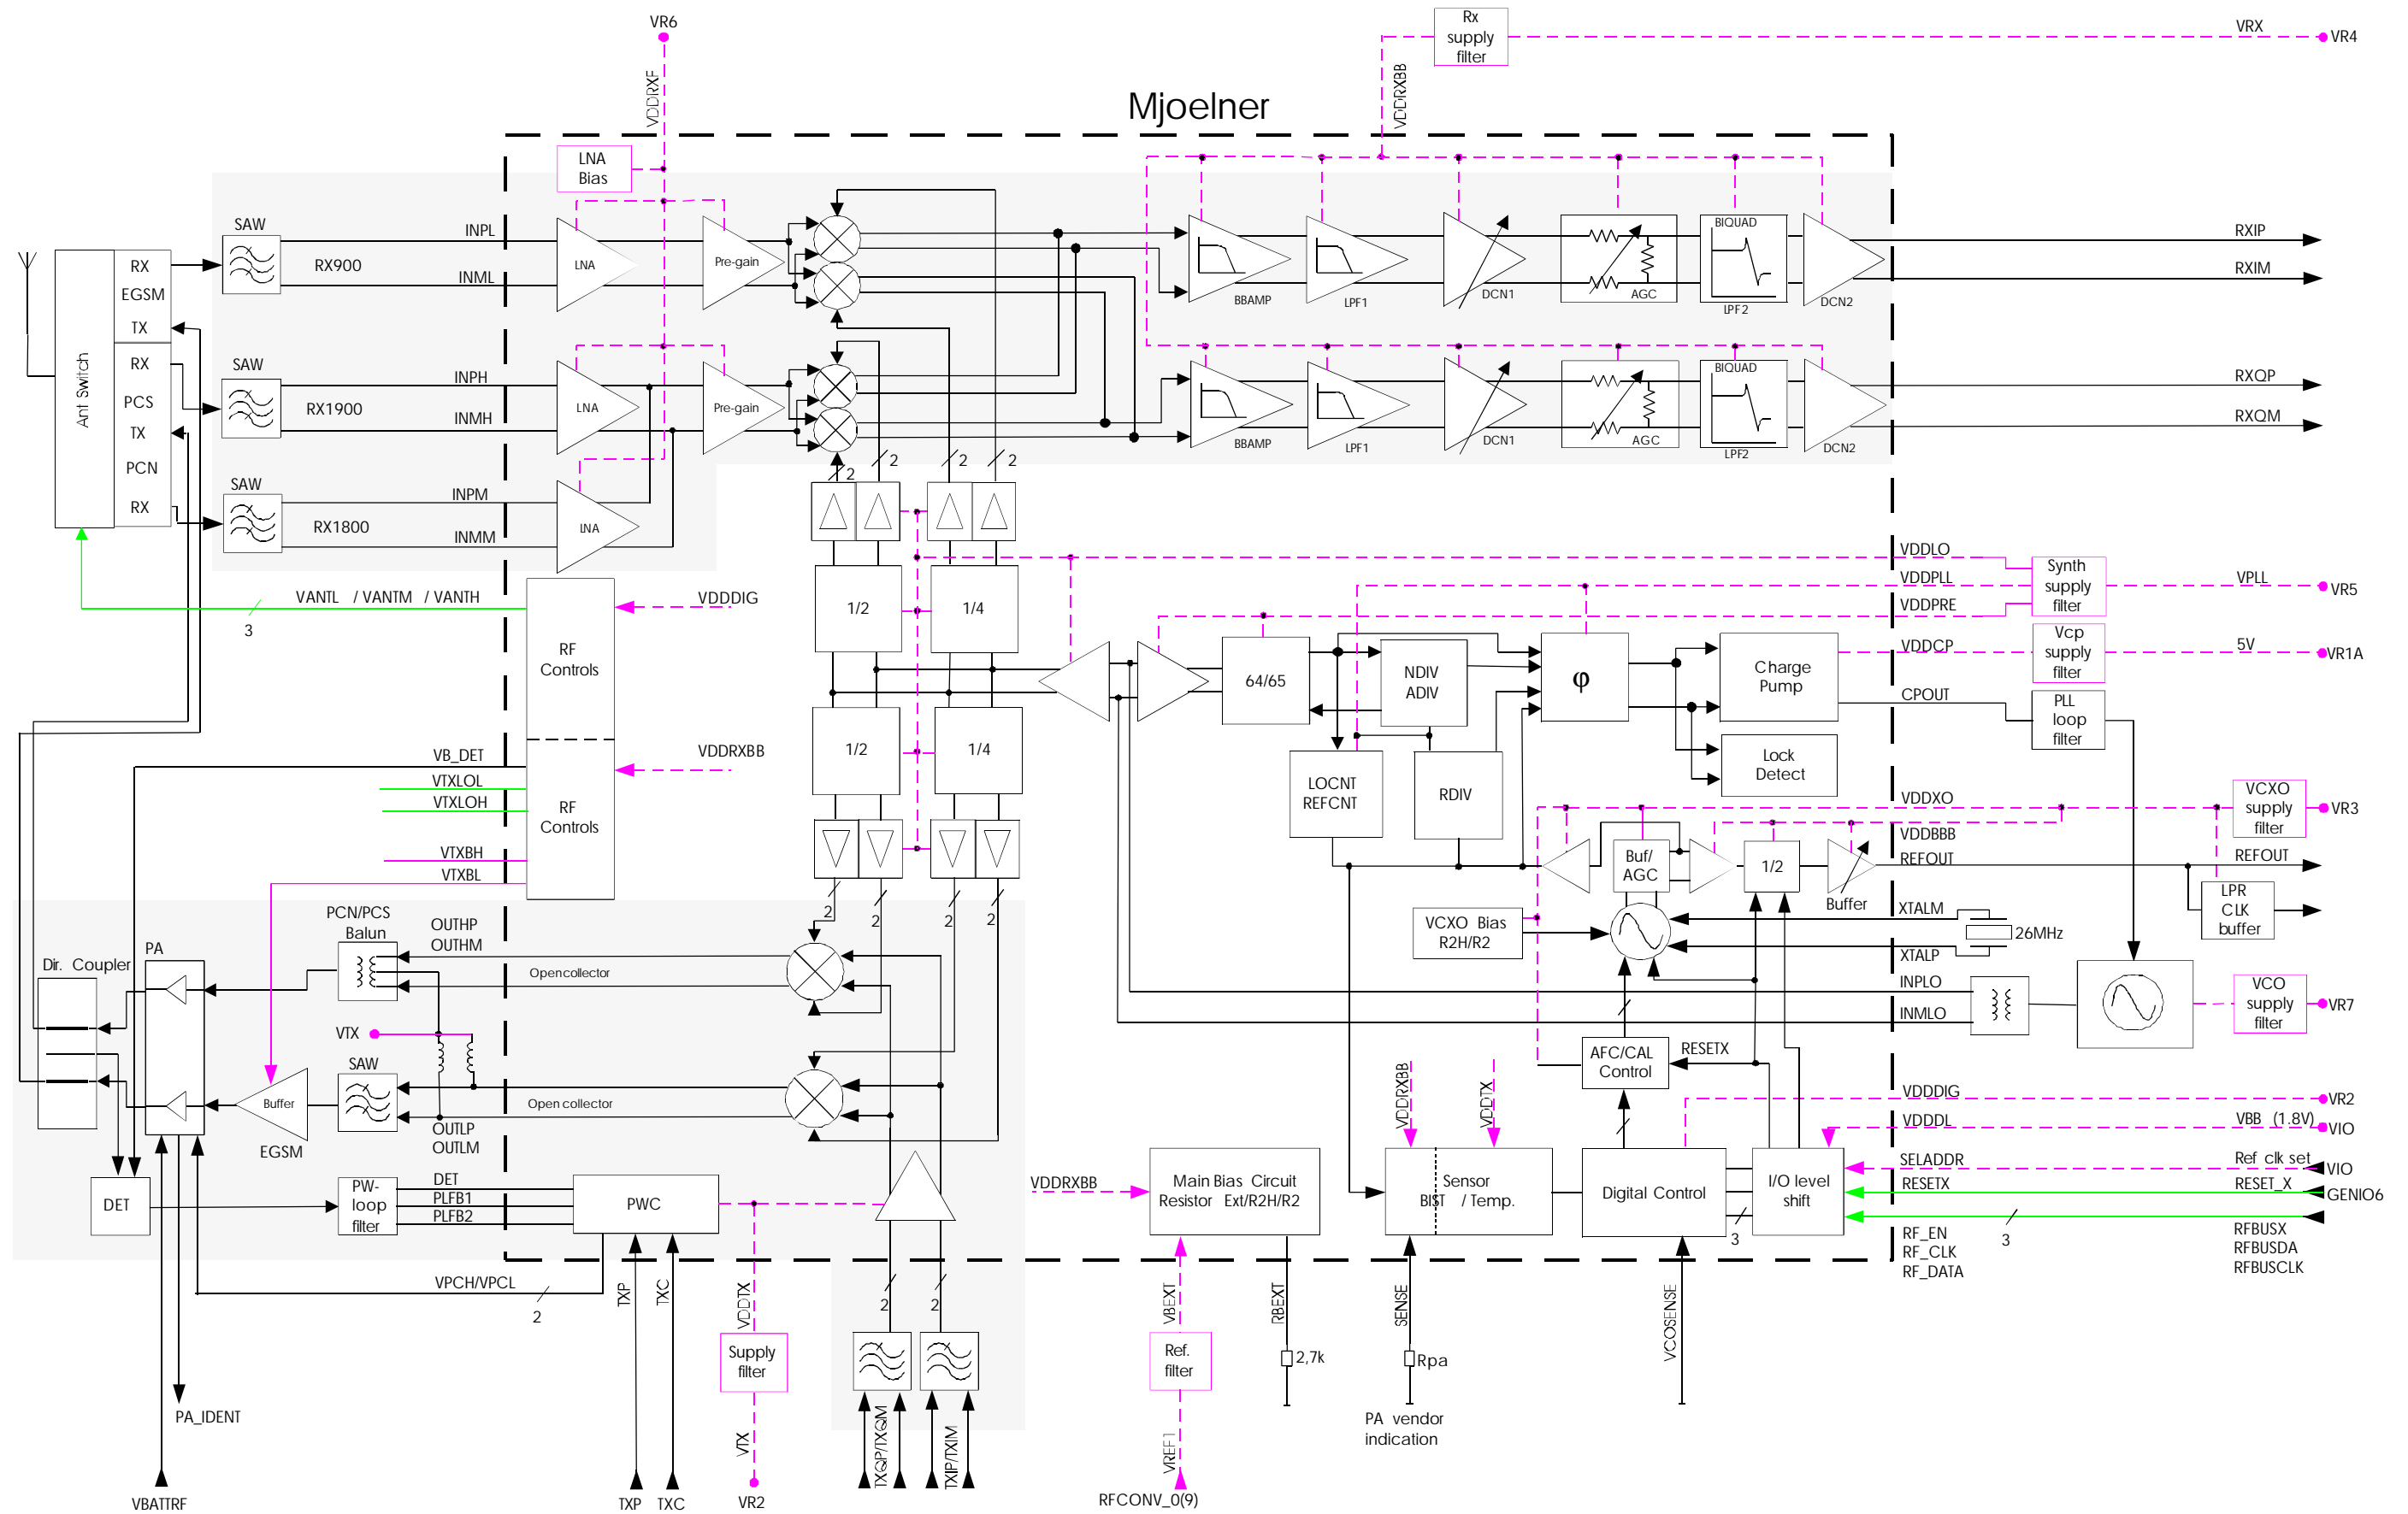 VR6
Rx
supply
filter
VRX
VR4
VDDRXF
VDDRXBB
Mjoelner
LNA
Bias
SAW
INPL
RX900
INML
LNA
Pre-gain
BBAMP
LPF1
DCN1
AGC
BIQUAD
LPF2
DCN2
RXIP
RXIM
Ant Switch
RX
EGSM
TX
RX
PCS
TX
PCN
RX
SAW
INPH
RX1900
INMH
LNA
Pre-gain
BBAMP
LPF1
DCN1
AGC
BIQUAD
LPF2
DCN2
RXQP
RXQM
SAW
INPM
RX1800
INMM
LNA
2
2
2
2
VANTL / VANTM / VANTH
3
RF
Controls
VDDDIG
1/2
1/4
VDDLO
VDDPLL
VDDPRE
Synth
supply
filter
VPLL
VR5
64/65
NDIV
ADIV
φ
Charge
Pump
VDDCP
Vcp
supply
filter
5V
VR1A
CPOUT
PLL
loop
filter
VB_DET
VTXLOL
VTXLOH
VTXBH
VTXBL
RF
Controls
VDDRXBB
1/2
1/4
LOCNT
REFCNT
RDIV
Lock
Detect
VDDXO
VCXO
supply
filter
VR3
VDDBBB
REFOUT
REFOUT
Buf/
AGC
1/2
Buffer
LPR
CLK
buffer
VCXO Bias
R2H/R2
XTALM
26MHz
XTALP
2
2
2
2
PCN/PCS
Balun
OUTHP
OUTHM
Open collector
PA
Dir. Coupler
INPLO
INMLO
VCO
supply
filter
VR7
VTX
SAW
Buffer
EGSM
Open collector
OUTLP
OUTLM
AFC/CAL
Control
RESETX
VDDRXBB
VDDTX
VDDDIG
VR2
VDDDL
VBB (1.8V)
VIO
SELADDR
Ref clk set
VIO
RESETX
RESET_X
GENIO6
DET
PW-
loop
filter
DET
PLFB1
PLFB2
PWC
VDDRXBB
Main Bias Circuit
Resistor Ext/R2H/R2
Sensor
BIST / Temp.
Digital Control
I/O level
shift
3
3
RF_EN
RF_CLK
RF_DATA
RFBUSX
RFBUSDA
RFBUSCLK
VPCH/VPCL
2
TXP
TXC
VDDTX
2
2
VBEXT
RBEXT
SENSE
VCOSENSE
Supply
filter
Ref.
filter
2,7k
Rpa
PA_IDENT
VTX
TXQP/TXQM
TXIP/TXIM
VREF1
PA vendor
indication
VBATTRF
TXP
TXC
VR2
RFCONV_0(9)